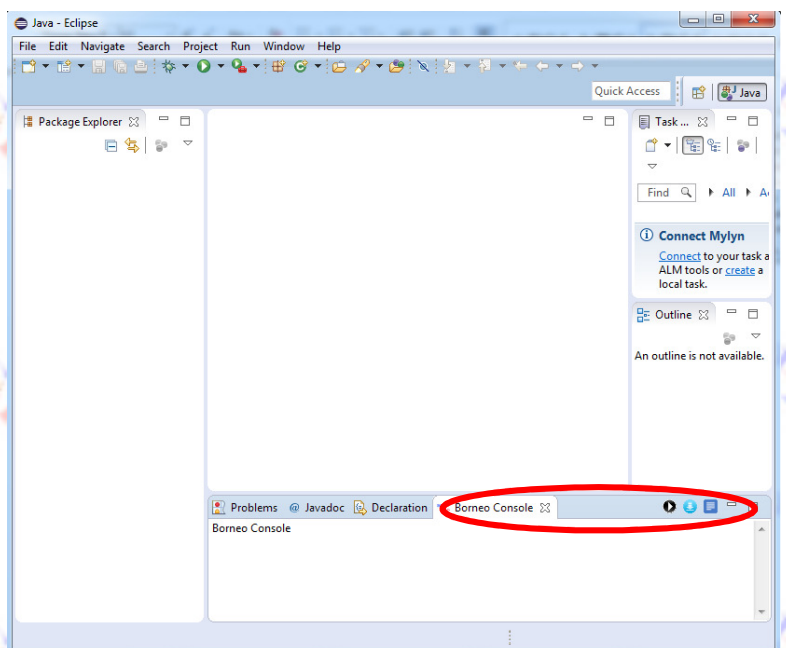 Java - Eclipse
File Edit Navigate Search Project Run Window Help
Quick Access
Java
Package Explorer
Task ...
Find
All
Connect Mylyn
Connect to your task a
ALM tools or create a
local task.
Outline
An outline is not available.
Problems @ Javadoc Declaration Borneo Console
Borneo Console